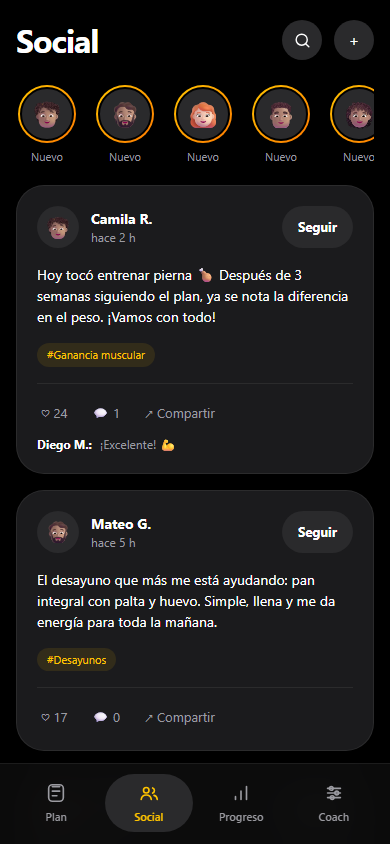 Social
+
Nuevo
Nuevo
Nuevo
Nuevo
Nuevo
Camila R.
hace 2 h
Seguir
Hoy tocó entrenar pierna 🍗 Después de 3
semanas siguiendo el plan, ya se nota la diferencia
en el peso. ¡Vamos con todo!
#Ganancia muscular
♡ 24 💬 1 ↗ Compartir
Diego M.: ¡Excelente! 💪
Mateo G.
hace 5 h
Seguir
El desayuno que más me está ayudando: pan
integral con palta y huevo. Simple, llena y me da
energía para toda la mañana.
#Desayunos
♡ 17 💬 0 ↗ Compartir
Plan
Social
Progreso
Coach